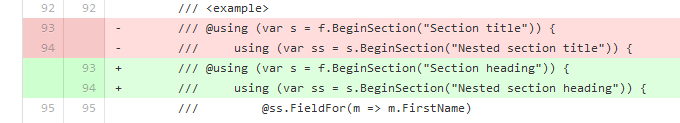 92 92 /// <example>
93 - /// @using (var s = f.BeginSection("Section title")) {
94 - /// using (var ss = s.BeginSection("Nested section title")) {
93 + /// @using (var s = f.BeginSection("Section heading")) {
94 + /// using (var ss = s.BeginSection("Nested section heading")) {
95 95 /// @ss.FieldFor(m => m.FirstName)